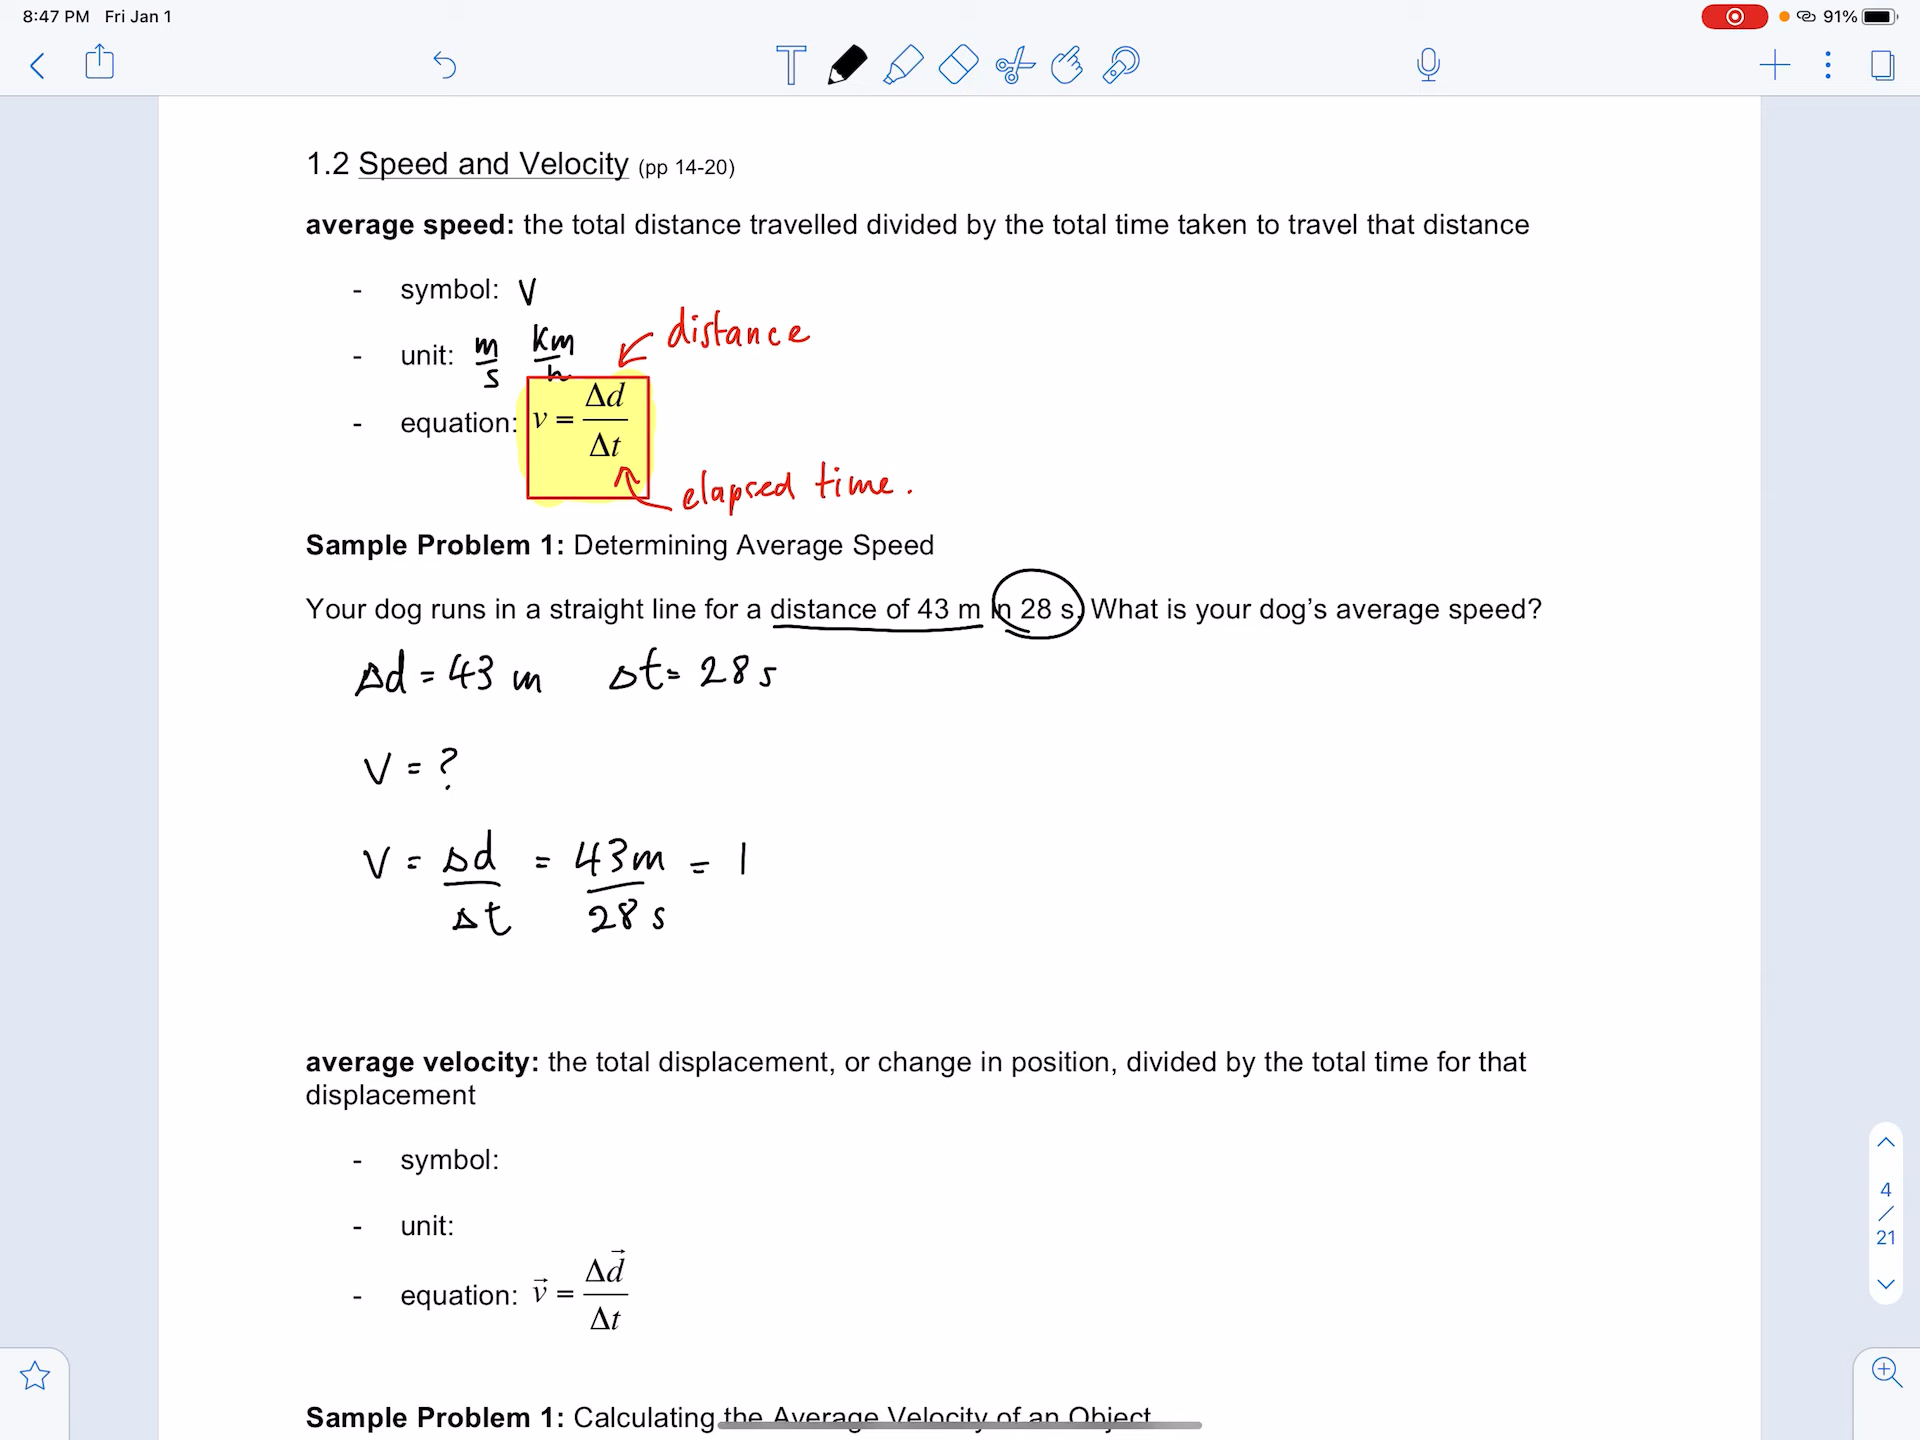 8:47 PM Fri Jan 1
91%
T
1.2 Speed and Velocity (pp 14-20)
average speed: the total distance travelled divided by the total time taken to travel that distance
- symbol: V
- unit: m/s km/h
distance
- equation: v = Δd/Δt
elapsed time.
Sample Problem 1: Determining Average Speed
Your dog runs in a straight line for a distance of 43 m in 28 s. What is your dog's average speed?
Δd = 43 m Δt = 28 s
V = ?
V = Δd/Δt = 43m/28 s = 1
average velocity: the total displacement, or change in position, divided by the total time for that
displacement
- symbol:
- unit:
- equation: v⃗ = Δd⃗/Δt
4
/
21
Sample Problem 1: Calculating the Average Velocity of an Object